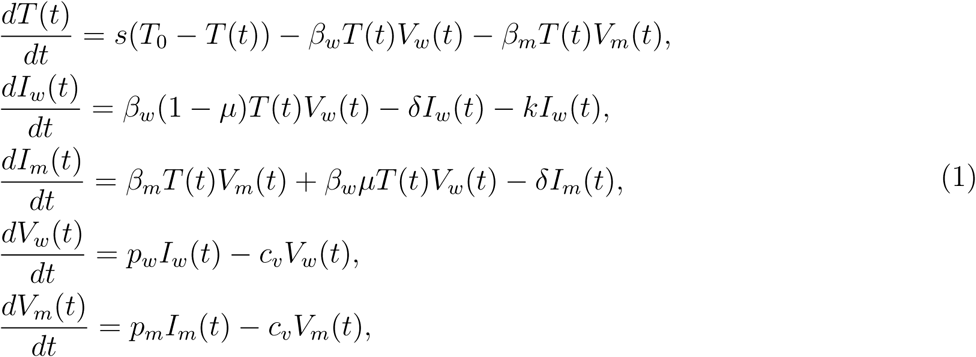 dT(t)/dt = s(T₀ − T(t)) − β_w T(t)V_w(t) − β_m T(t)V_m(t),
dI_w(t)/dt = β_w(1 − μ)T(t)V_w(t) − δI_w(t) − kI_w(t),
dI_m(t)/dt = β_m T(t)V_m(t) + β_w μT(t)V_w(t) − δI_m(t), (1)
dV_w(t)/dt = p_w I_w(t) − c_v V_w(t),
dV_m(t)/dt = p_m I_m(t) − c_v V_m(t),